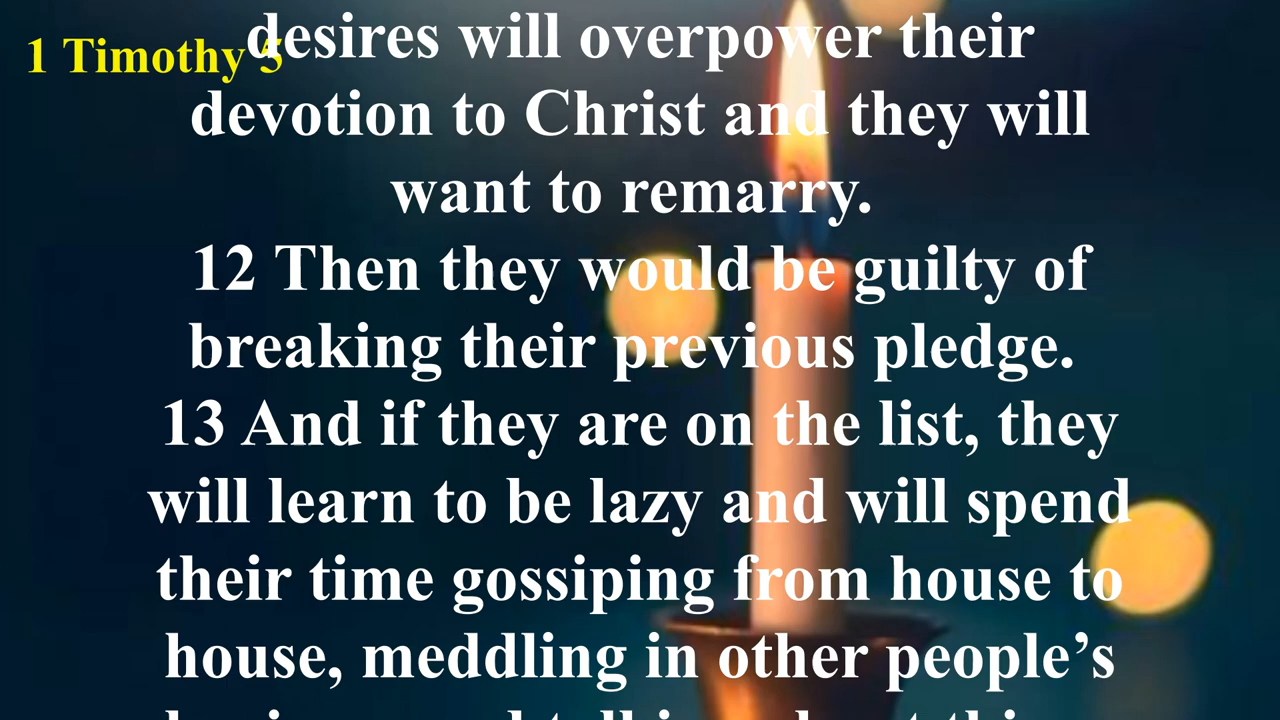 1 Timothy 5
desires will overpower their
devotion to Christ and they will
want to remarry.
12 Then they would be guilty of
breaking their previous pledge.
13 And if they are on the list, they
will learn to be lazy and will spend
their time gossiping from house to
house, meddling in other people’s